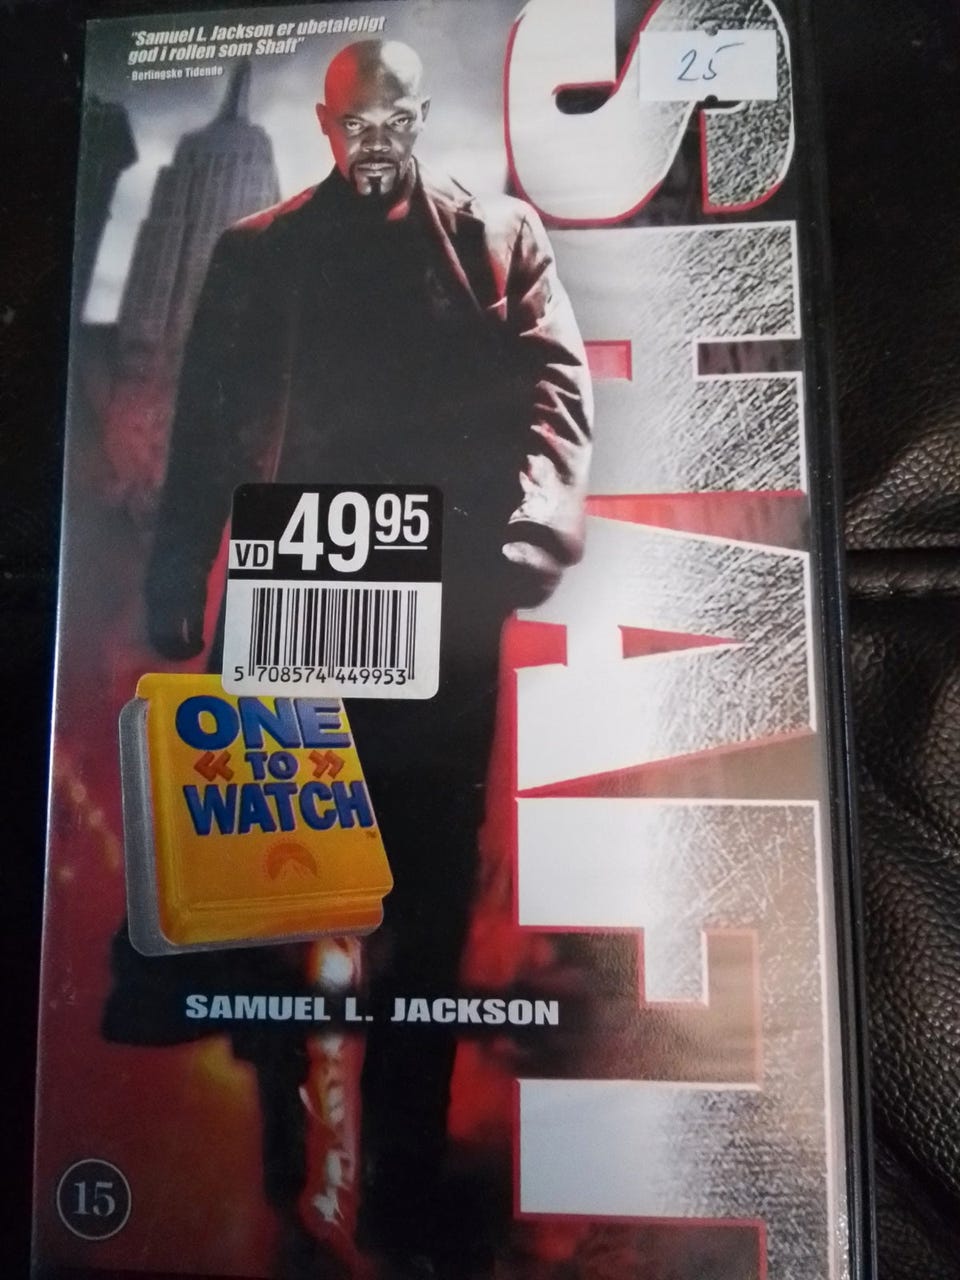 "Samuel L. Jackson er ubetaleligt
god i rollen som Shaft"
- Berlingske Tidende
25
SHAFT
VD 49 95
5 708574 449953
ONE
« TO »
WATCH
TM
SAMUEL L. JACKSON
15